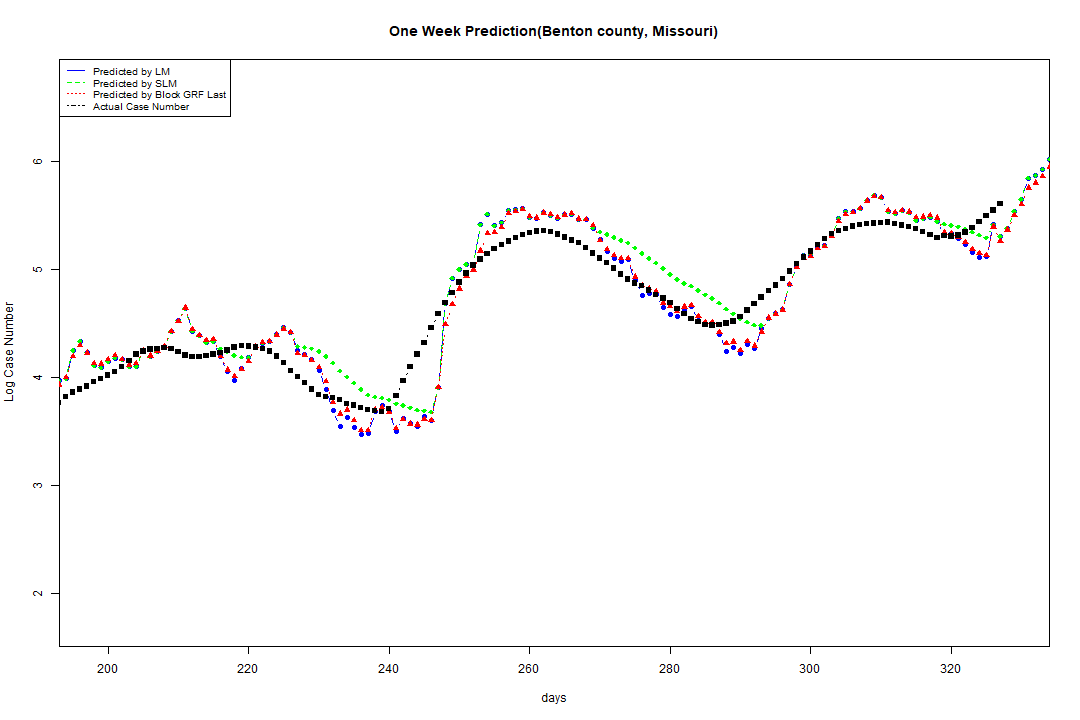 One Week Prediction(Benton county, Missouri)
Predicted by LM
Predicted by SLM
Predicted by Block GRF Last
Actual Case Number
6
5
4
3
2
Log Case Number
200 220 240 260 280 300 320
days